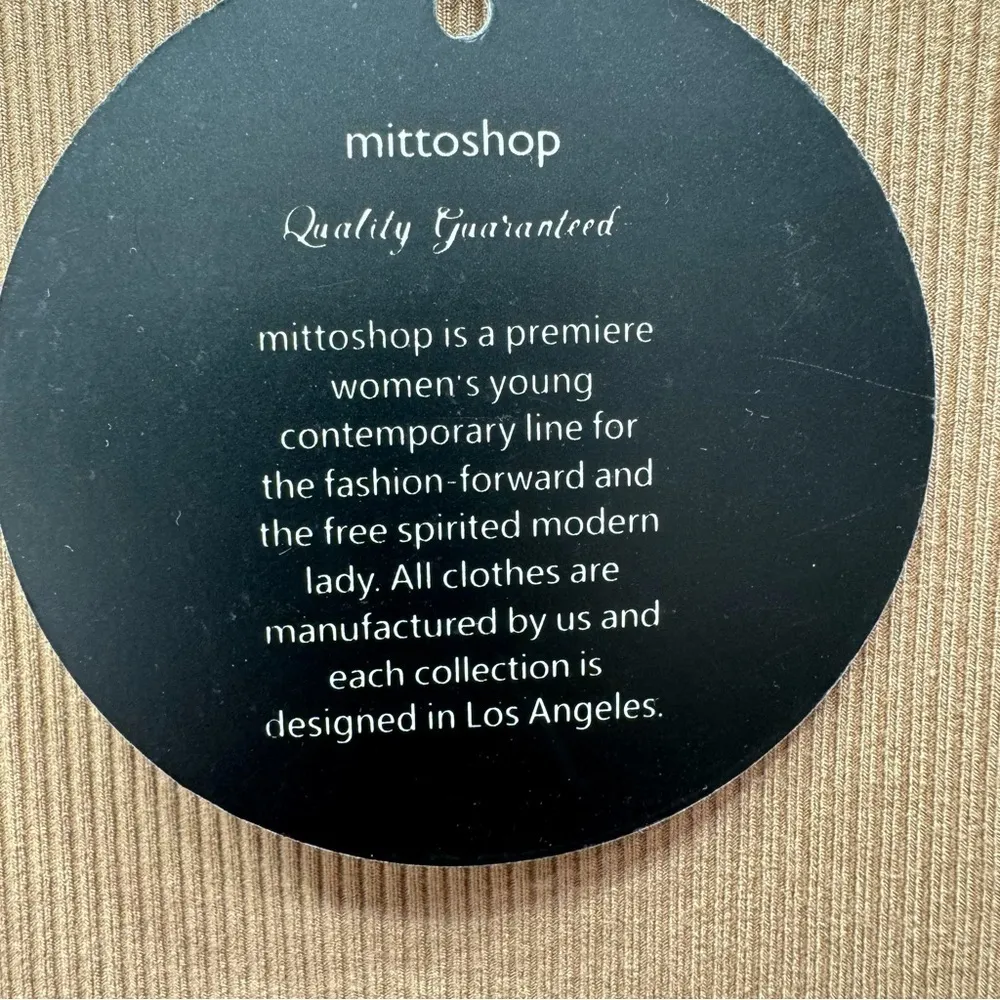 mittoshop
Quality Guaranteed
mittoshop is a premiere
women's young
contemporary line for
the fashion-forward and
the free spirited modern
lady. All clothes are
manufactured by us and
each collection is
designed in Los Angeles.